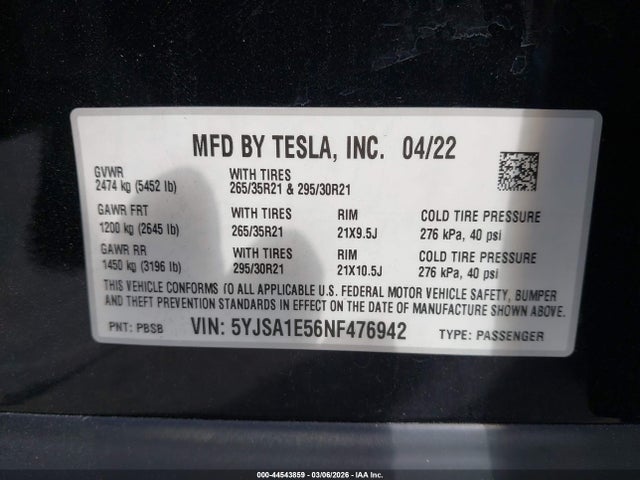 MFD BY TESLA, INC. 04/22
GVWR
2474 kg (5452 lb)
WITH TIRES
265/35R21 & 295/30R21
GAWR FRT
1200 kg (2645 lb)
WITH TIRES
265/35R21
RIM
21X9.5J
COLD TIRE PRESSURE
276 kPa, 40 psi
GAWR RR
1450 kg (3196 lb)
WITH TIRES
295/30R21
RIM
21X10.5J
COLD TIRE PRESSURE
276 kPa, 40 psi
THIS VEHICLE CONFORMS TO ALL APPLICABLE U.S. FEDERAL MOTOR VEHICLE SAFETY, BUMPER
AND THEFT PREVENTION STANDARDS IN EFFECT ON THE DATE OF MANUFACTURE SHOWN ABOVE.
PNT: PBSB
VIN: 5YJSA1E56NF476942
TYPE: PASSENGER
000-44543859 - 03/06/2026 - IAA Inc.